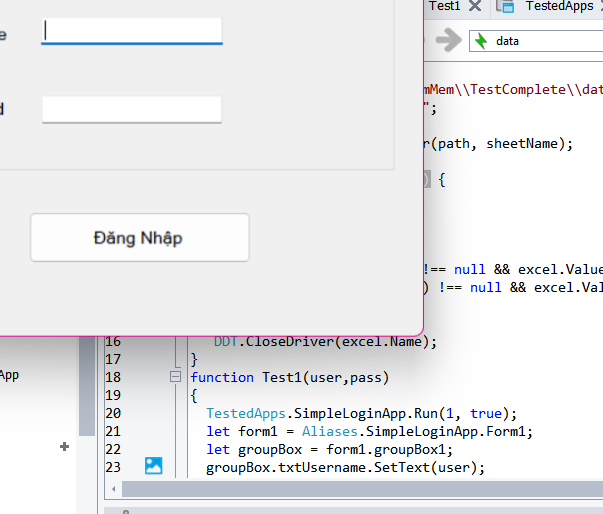 Test1
TestedApps
data
mMem\\TestComplete\\dat
";
r(path, sheetName);
) {
!== null && excel.Value
) !== null && excel.Val
Đăng Nhập
16 DDT.CloseDriver(excel.Name);
17 }
18 function Test1(user,pass)
19 {
20 TestedApps.SimpleLoginApp.Run(1, true);
21 let form1 = Aliases.SimpleLoginApp.Form1;
22 let groupBox = form1.groupBox1;
23 groupBox.txtUsername.SetText(user);
App
e
d